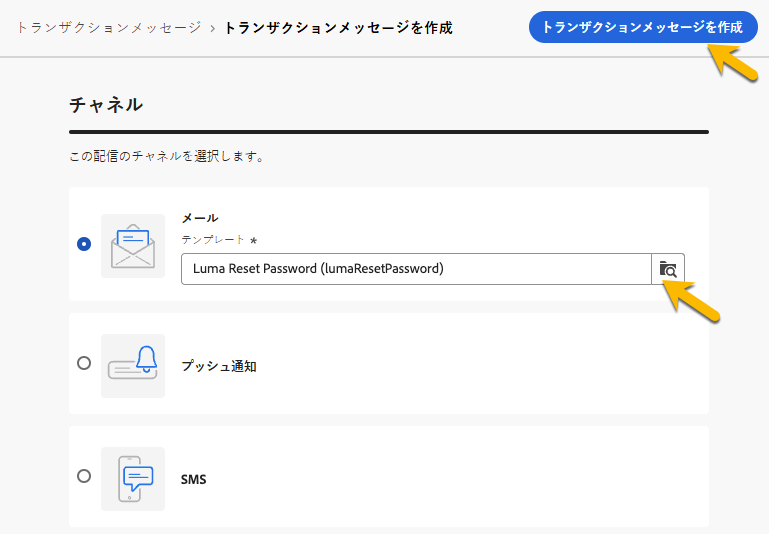 トランザクションメッセージ › トランザクションメッセージを作成
トランザクションメッセージを作成
チャネル
この配信のチャネルを選択します。
メール
テンプレート *
Luma Reset Password (lumaResetPassword)
プッシュ通知
SMS